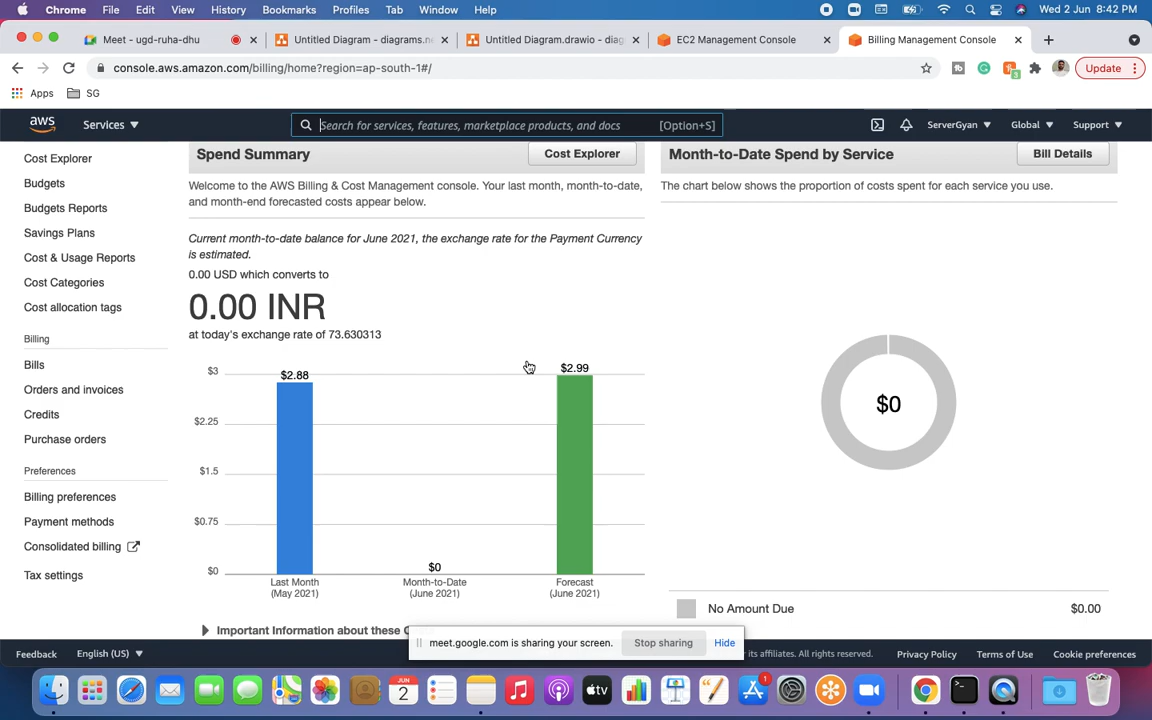 Chrome File Edit View History Bookmarks Profiles Tab Window Help Wed 2 Jun 8:42 PM
Meet - ugd-ruha-dhu
Untitled Diagram - diagrams.ne
Untitled Diagram.drawio - diag
EC2 Management Console
Billing Management Console
console.aws.amazon.com/billing/home?region=ap-south-1#/
Update
Apps SG
aws Services Search for services, features, marketplace products, and docs [Option+S] ServerGyan Global Support
Cost Explorer
Budgets
Budgets Reports
Savings Plans
Cost & Usage Reports
Cost Categories
Cost allocation tags
Billing
Bills
Orders and invoices
Credits
Purchase orders
Preferences
Billing preferences
Payment methods
Consolidated billing
Tax settings
Spend Summary
Cost Explorer
Welcome to the AWS Billing & Cost Management console. Your last month, month-to-date,
and month-end forecasted costs appear below.
Current month-to-date balance for June 2021, the exchange rate for the Payment Currency
is estimated.
0.00 USD which converts to
0.00 INR
at today's exchange rate of 73.630313
$3
$2.25
$1.5
$0.75
$0
$2.88
$0
$2.99
Last Month
(May 2021)
Month-to-Date
(June 2021)
Forecast
(June 2021)
Important Information about these
Month-to-Date Spend by Service
Bill Details
The chart below shows the proportion of costs spent for each service you use.
$0
No Amount Due $0.00
meet.google.com is sharing your screen. Stop sharing Hide
Feedback English (US) its affiliates. All rights reserved. Privacy Policy Terms of Use Cookie preferences
JUN
2
tv
1